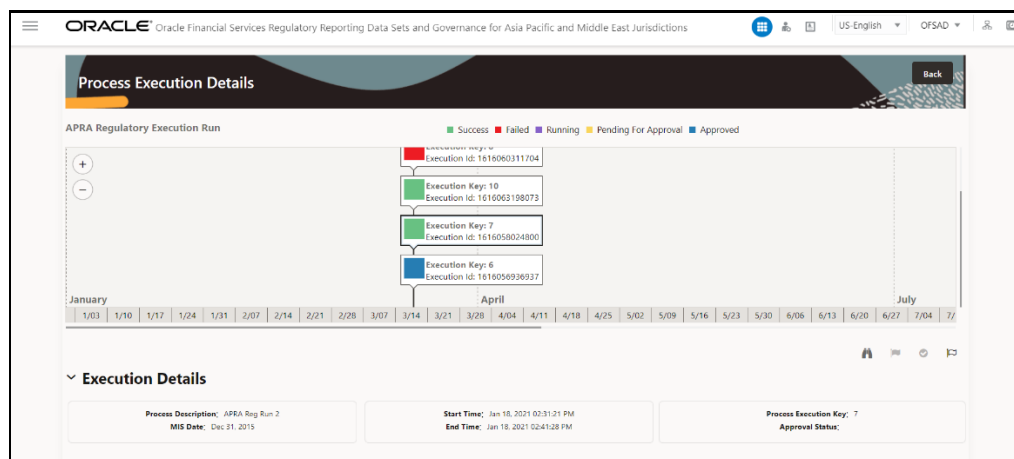 ORACLE® Oracle Financial Services Regulatory Reporting Data Sets and Governance for Asia Pacific and Middle East Jurisdictions US-English OFSAD
Process Execution Details
Back
APRA Regulatory Execution Run
Success Failed Running Pending For Approval Approved
Execution Id: 1616060311704
Execution Key: 10
Execution Id: 1616063198073
Execution Key: 7
Execution Id: 1616058024800
Execution Key: 6
Execution Id: 1616056936937
January April July
1/03 1/10 1/17 1/24 1/31 2/07 2/14 2/21 2/28 3/07 3/14 3/21 3/28 4/04 4/11 4/18 4/25 5/02 5/09 5/16 5/23 5/30 6/06 6/13 6/20 6/27 7/04 7/
Execution Details
Process Description: APRA Reg Run 2
MIS Date: Dec 31, 2015
Start Time: Jan 18, 2021 02:31:21 PM
End Time: Jan 18, 2021 02:41:28 PM
Process Execution Key: 7
Approval Status: